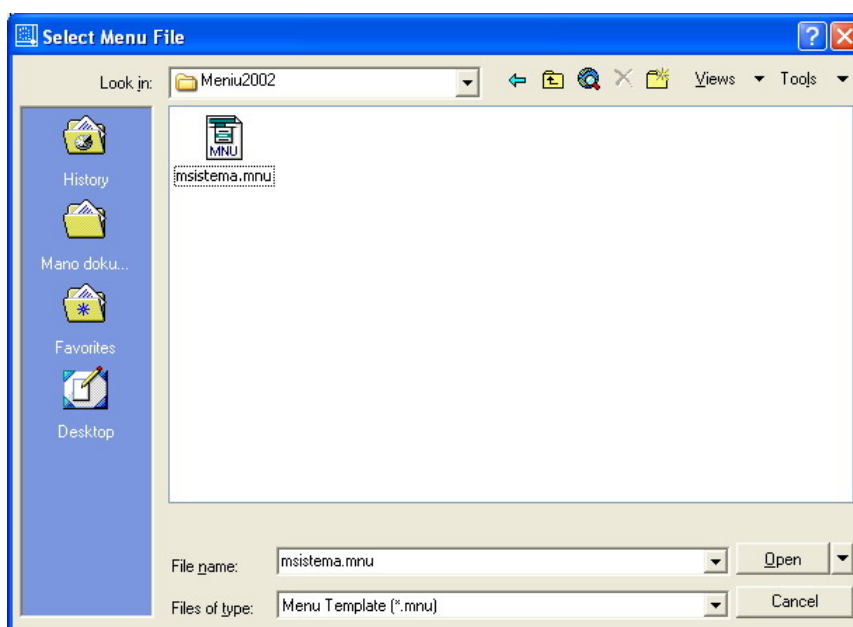 Select Menu File
Look in: Meniu2002 Views Tools
MNU
msistema.mnu
History
Mano doku...
Favorites
Desktop
File name: msistema.mnu Open
Files of type: Menu Template (*.mnu) Cancel